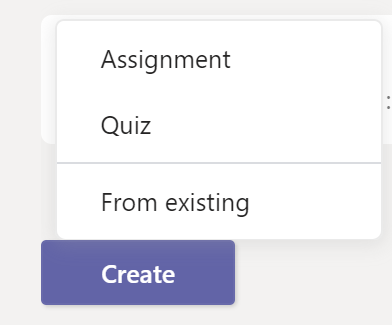 Assignment
Quiz
From existing
Create